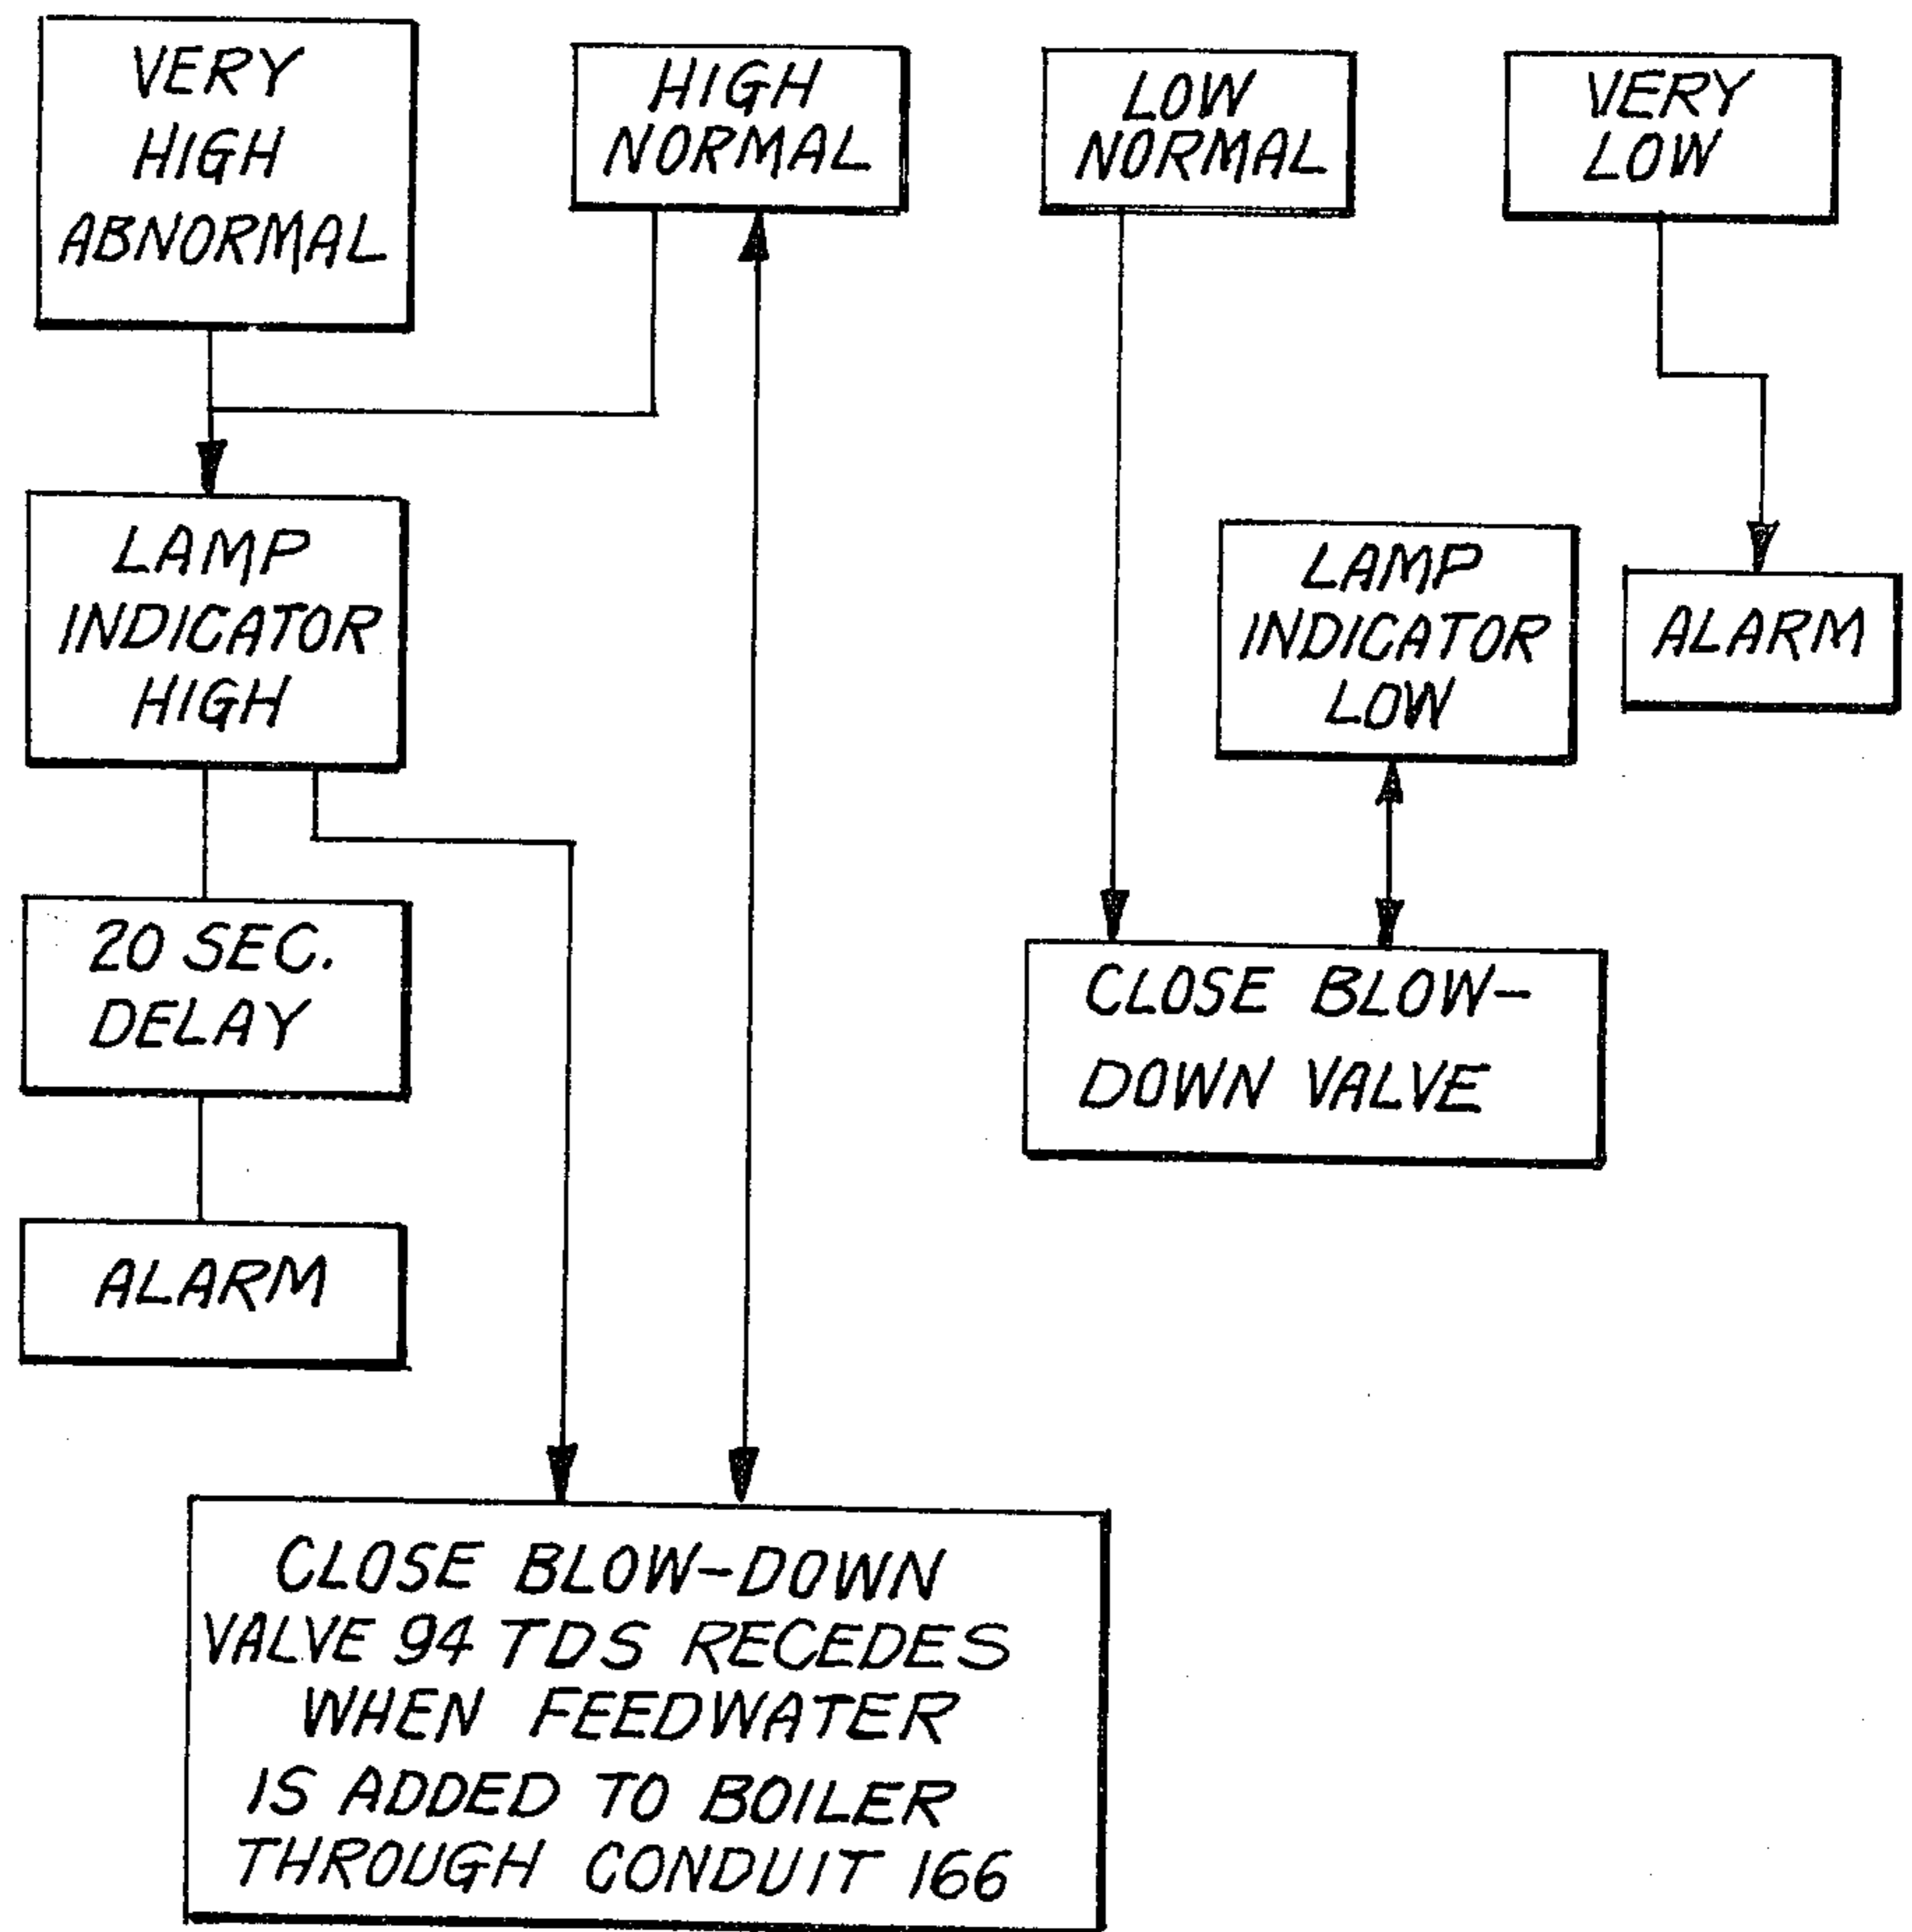 VERY
HIGH
ABNORMAL
HIGH
NORMAL
LOW
NORMAL
VERY
LOW
LAMP
INDICATOR
HIGH
LAMP
INDICATOR
LOW
ALARM
20 SEC.
DELAY
CLOSE BLOW-
DOWN VALVE
ALARM
CLOSE BLOW-DOWN
VALVE 94 TDS RECEDES
WHEN FEEDWATER
IS ADDED TO BOILER
THROUGH CONDUIT 166